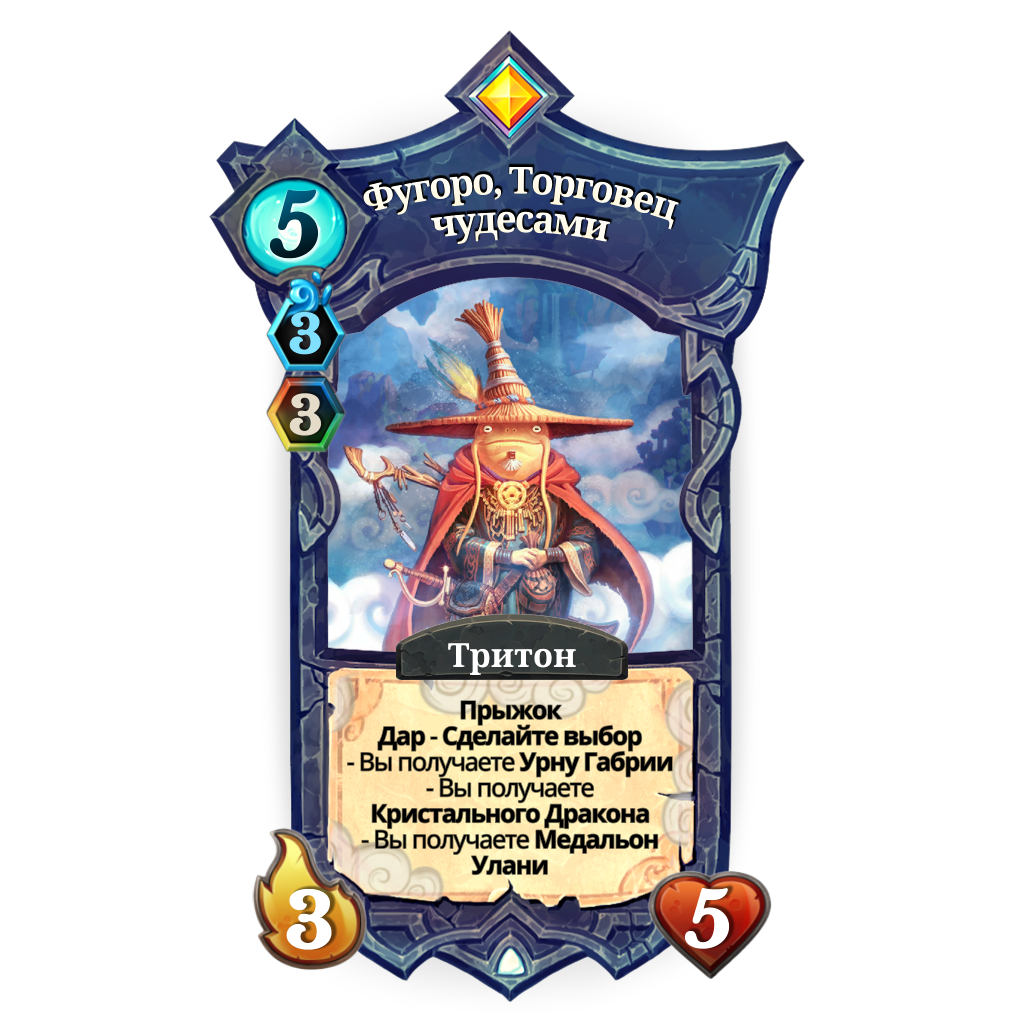 5
Фугоро, Торговец
чудесами
3
3
Тритон
Прыжок
Дар - Сделайте выбор
- Вы получаете Урну Габрии
- Вы получаете
Кристального Дракона
- Вы получаете Медальон
Улани
3
5